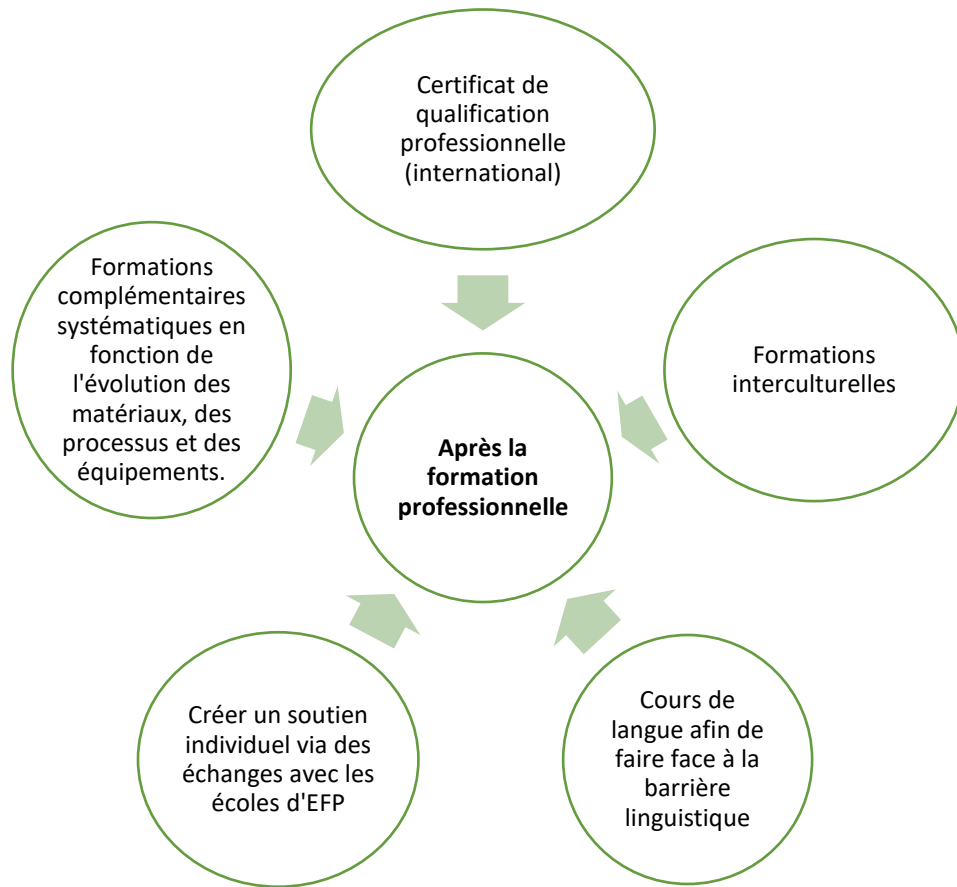 Certificat de
qualification
professionnelle
(international)
Formations
complémentaires
systématiques en
fonction de
l'évolution des
matériaux, des
processus et des
équipements.
Formations
interculturelles
Après la
formation
professionnelle
Créer un soutien
individuel via des
échanges avec les
écoles d'EFP
Cours de
langue afin de
faire face à la
barrière
linguistique